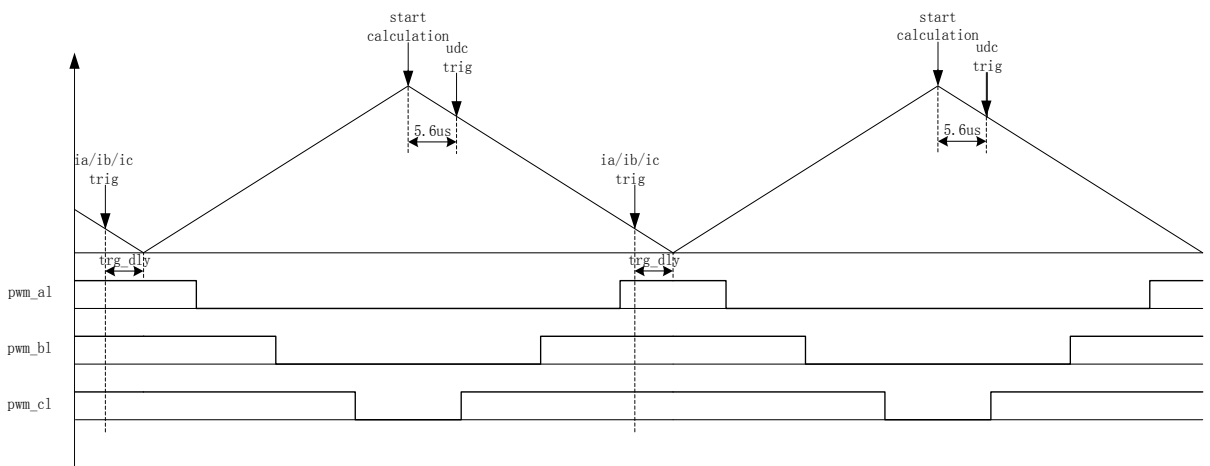 start
calculation
udc
trig
5.6us
start
calculation
udc
trig
5.6us
ia/ib/ic
trig
ia/ib/ic
trig
trg_dly
trg_dly
pwm_al
pwm_bl
pwm_cl